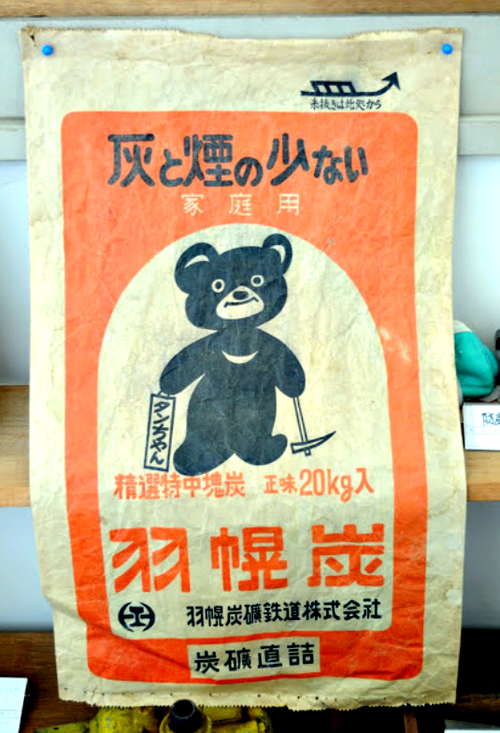 糸抜きは此処から
灰と煙の少ない
家庭用
タンちゃん
精選特中塊炭 正味20kg入
羽幌炭
羽幌炭礦鉄道株式会社
炭礦直詰